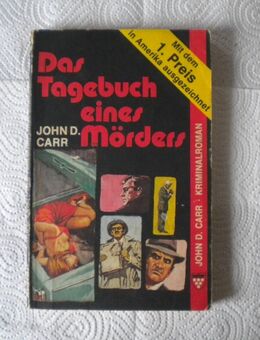 Mit dem
1. Preis
in Amerika ausgezeichnet
Das
Tagebuch
eines
Mörders
JOHN D.
CARR
JOHN D. CARR : KRIMINALROMAN